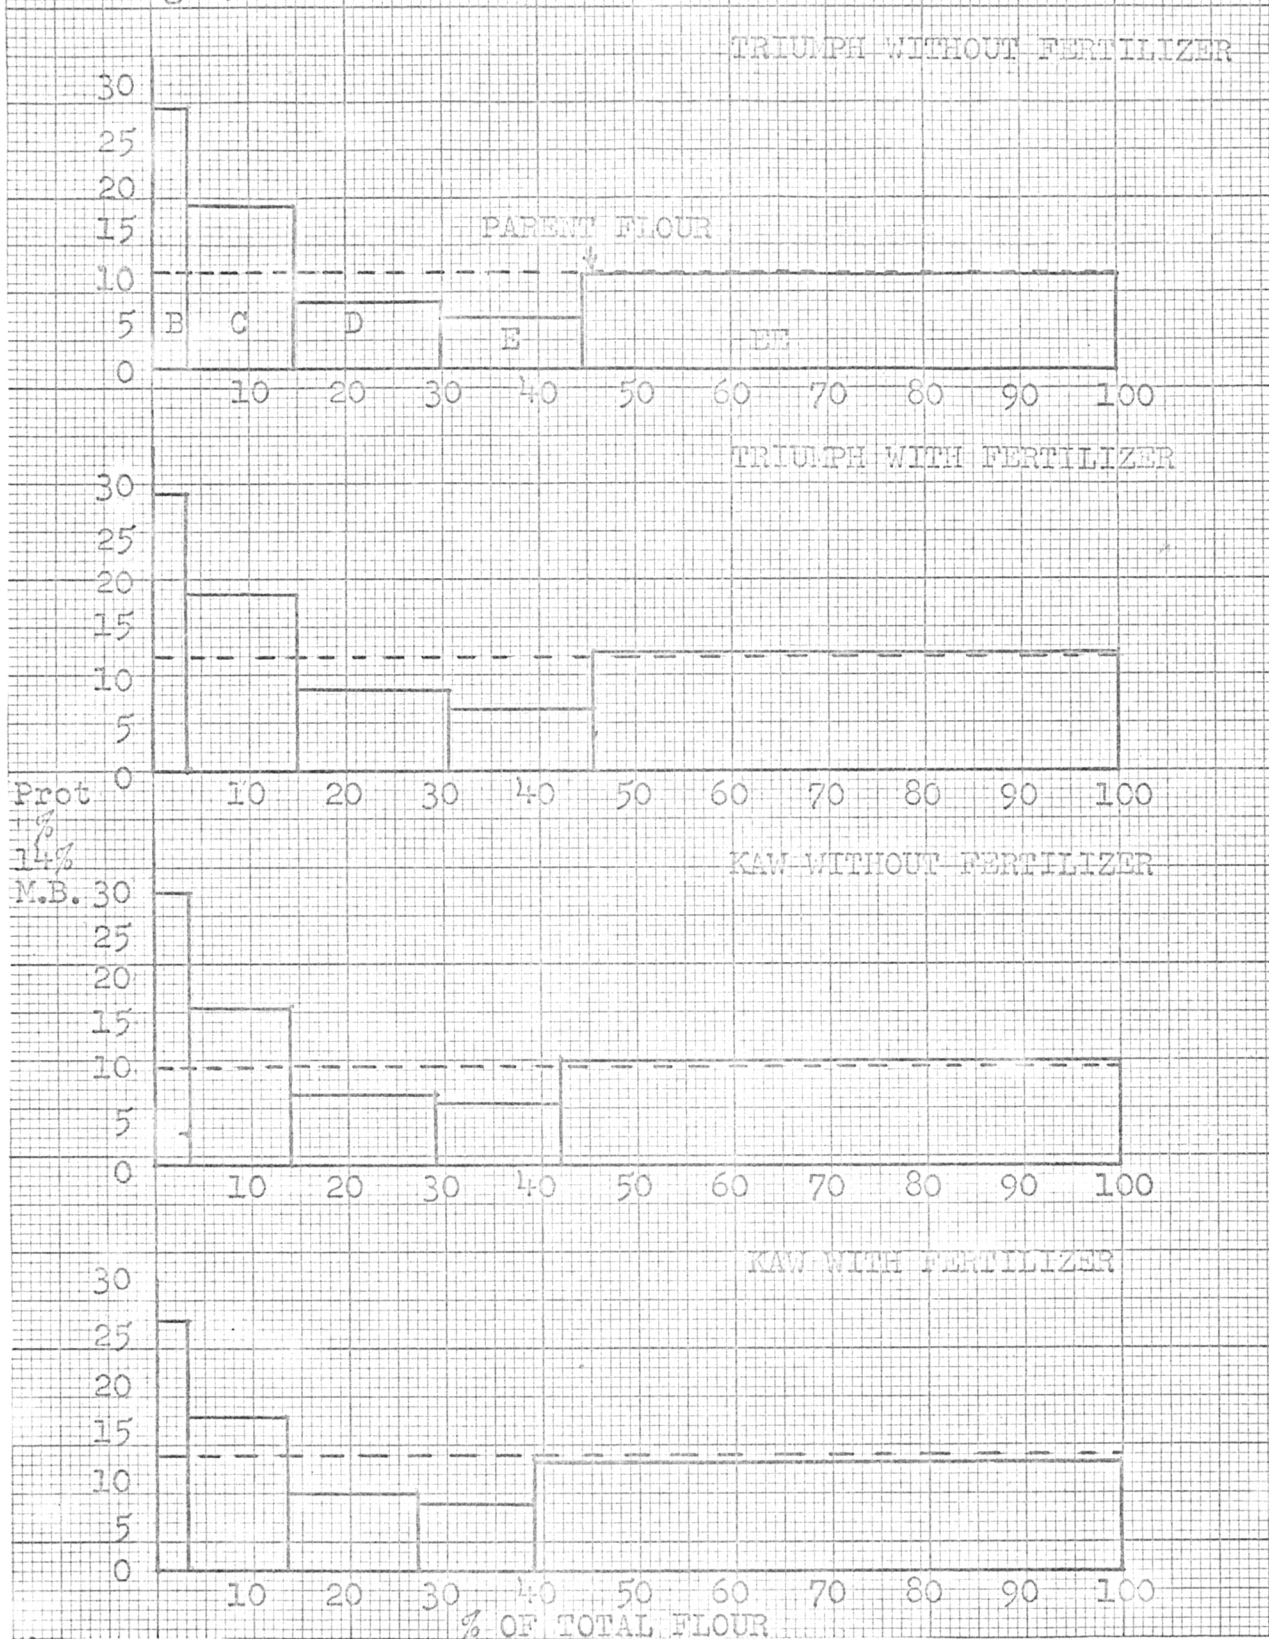 TRIUMPH WITHOUT FERTILIZER
30
25
20
15
PARENT FLOUR
10
5 B C D E EE
0
10 20 30 40 50 60 70 80 90 100
TRIUMPH WITH FERTILIZER
30
25
20
15
10
5
0
10 20 30 40 50 60 70 80 90 100
Prot
%
14%
M.B.
KAW WITHOUT FERTILIZER
30
25
20
15
10
5
0
10 20 30 40 50 60 70 80 90 100
KAW WITH FERTILIZER
30
25
20
15
10
5
0
10 20 30 40 50 60 70 80 90 100
% OF TOTAL FLOUR